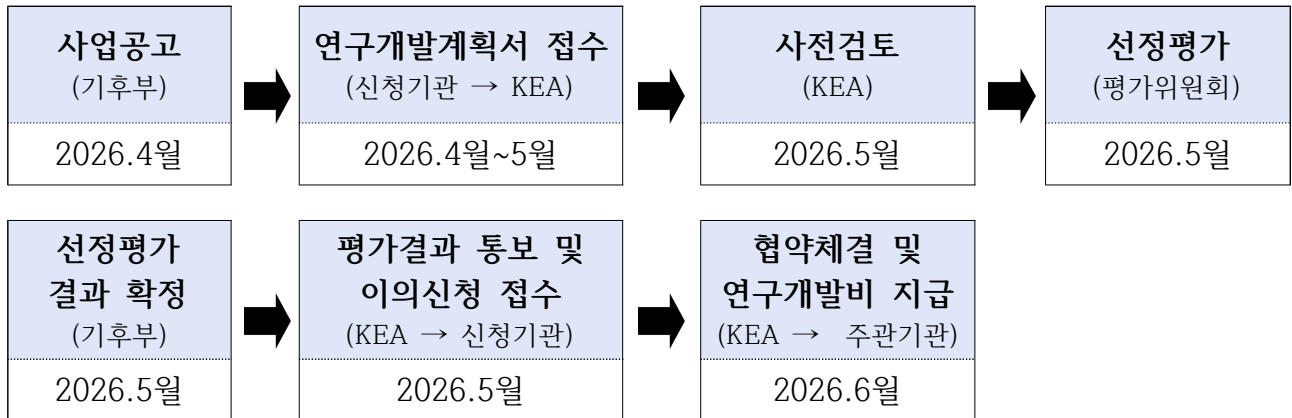 사업공고
(기후부)
2026.4월
연구개발계획서 접수
(신청기관 → KEA)
2026.4월~5월
사전검토
(KEA)
2026.5월
선정평가
(평가위원회)
2026.5월
선정평가
결과 확정
(기후부)
2026.5월
평가결과 통보 및
이의신청 접수
(KEA → 신청기관)
2026.5월
협약체결 및
연구개발비 지급
(KEA → 주관기관)
2026.6월